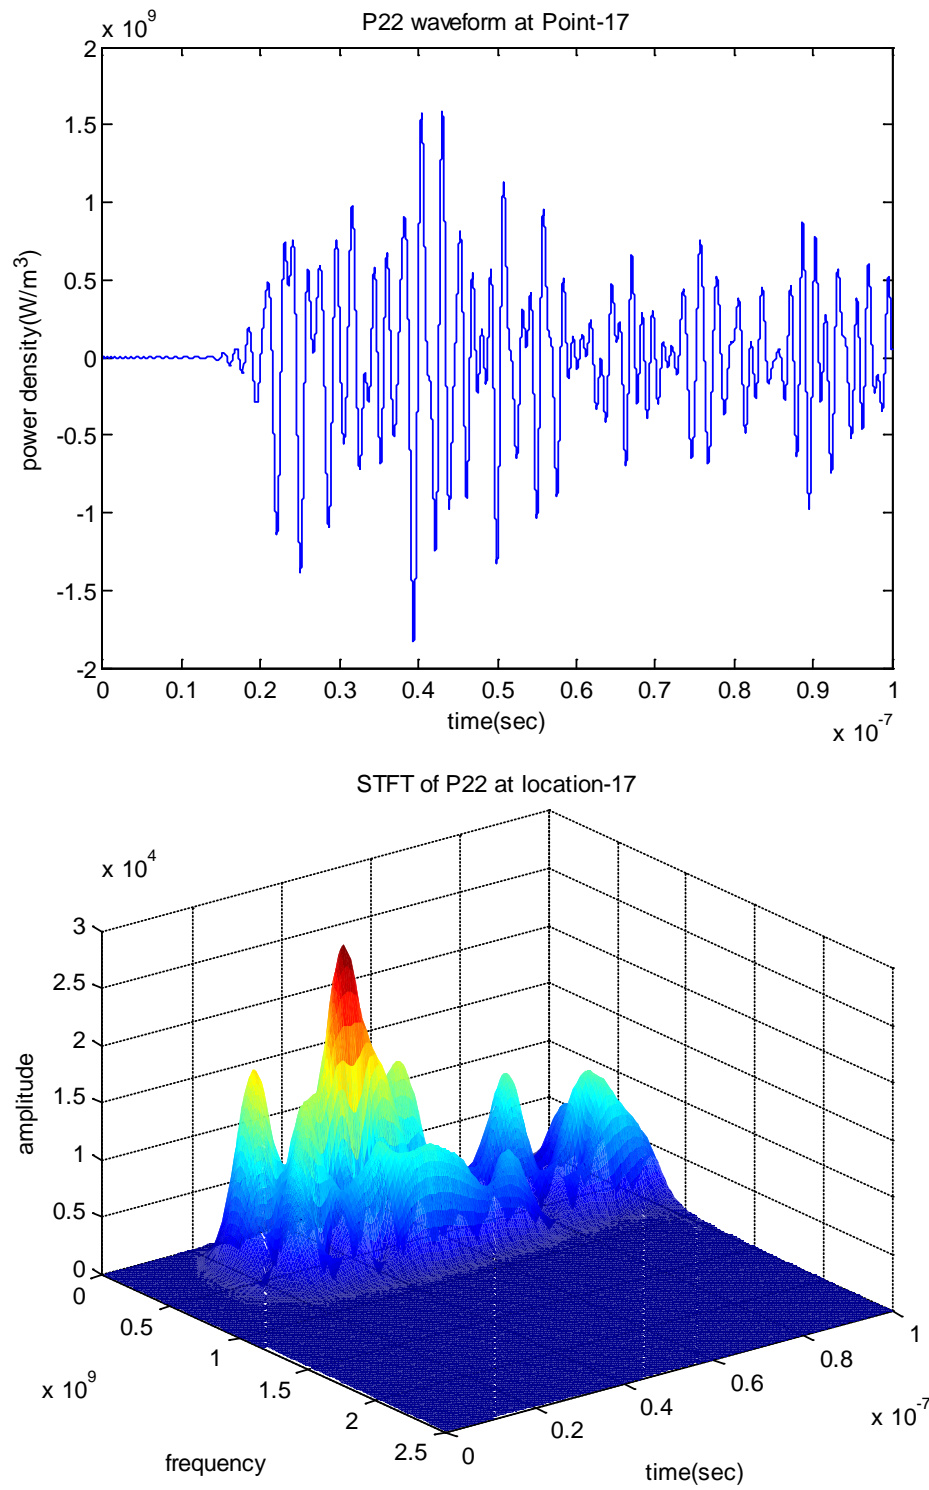 x 10^9
P22 waveform at Point-17
2
1.5
1
0.5
0
-0.5
-1
-1.5
-2
power density(W/m^3)
0 0.1 0.2 0.3 0.4 0.5 0.6 0.7 0.8 0.9 1
time(sec)
x 10^-7
STFT of P22 at location-17
x 10^4
3
2.5
2
1.5
1
0.5
0
amplitude
0
0.5
1
1.5
2
2.5
x 10^9
frequency
0
0.2
0.4
0.6
0.8
1
x 10^-7
time(sec)